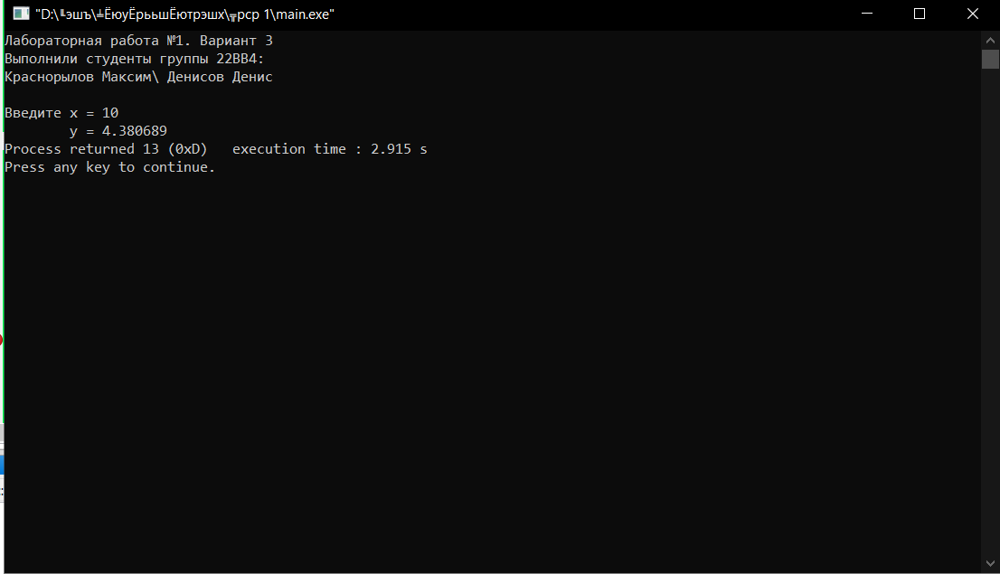 "D:\╚эшъ\╧ЁюуЁрььшЁютрэшх\╦рср 1\main.exe"
Лабораторная работа №1. Вариант 3
Выполнили студенты группы 22ВВ4:
Краснорылов Максим\ Денисов Денис
Введите x = 10
y = 4.380689
Process returned 13 (0xD)   execution time : 2.915 s
Press any key to continue.